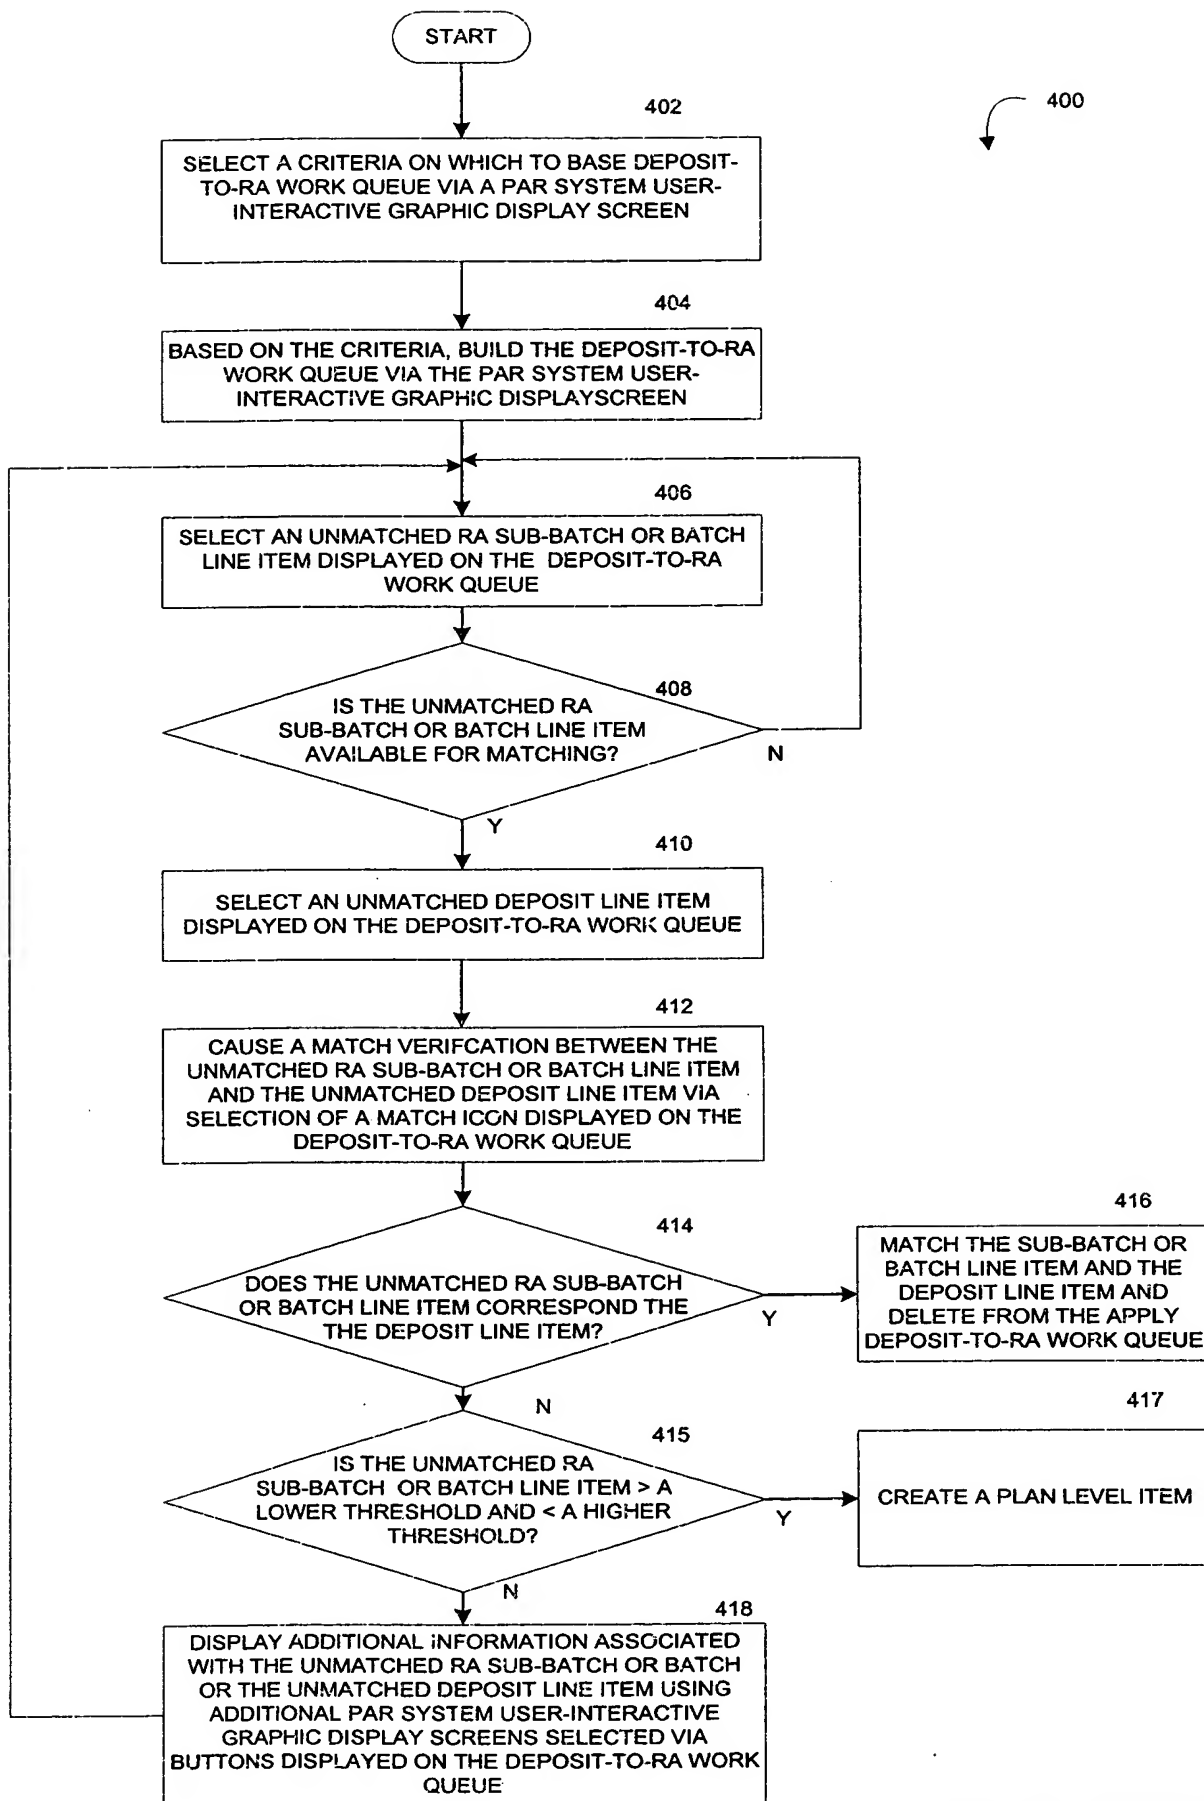 START
400
402
SELECT A CRITERIA ON WHICH TO BASE DEPOSIT-
TO-RA WORK QUEUE VIA A PAR SYSTEM USER-
INTERACTIVE GRAPHIC DISPLAY SCREEN
404
BASED ON THE CRITERIA, BUILD THE DEPOSIT-TO-RA
WORK QUEUE VIA THE PAR SYSTEM USER-
INTERACTIVE GRAPHIC DISPLAYSCREEN
406
SELECT AN UNMATCHED RA SUB-BATCH OR BATCH
LINE ITEM DISPLAYED ON THE DEPOSIT-TO-RA
WORK QUEUE
408
IS THE UNMATCHED RA
SUB-BATCH OR BATCH LINE ITEM
AVAILABLE FOR MATCHING?
N
Y
410
SELECT AN UNMATCHED DEPOSIT LINE ITEM
DISPLAYED ON THE DEPOSIT-TO-RA WORK QUEUE
412
CAUSE A MATCH VERIFCATION BETWEEN THE
UNMATCHED RA SUB-BATCH OR BATCH LINE ITEM
AND THE UNMATCHED DEPOSIT LINE ITEM VIA
SELECTION OF A MATCH ICON DISPLAYED ON THE
DEPOSIT-TO-RA WORK QUEUE
414
DOES THE UNMATCHED RA SUB-BATCH
OR BATCH LINE ITEM CORRESPOND THE
THE DEPOSIT LINE ITEM?
Y
N
416
MATCH THE SUB-BATCH OR
BATCH LINE ITEM AND THE
DEPOSIT LINE ITEM AND
DELETE FROM THE APPLY
DEPOSIT-TO-RA WORK QUEUE
415
IS THE UNMATCHED RA
SUB-BATCH OR BATCH LINE ITEM > A
LOWER THRESHOLD AND < A HIGHER
THRESHOLD?
Y
N
417
CREATE A PLAN LEVEL ITEM
418
DISPLAY ADDITIONAL INFORMATION ASSOCIATED
WITH THE UNMATCHED RA SUB-BATCH OR BATCH
OR THE UNMATCHED DEPOSIT LINE ITEM USING
ADDITIONAL PAR SYSTEM USER-INTERACTIVE
GRAPHIC DISPLAY SCREENS SELECTED VIA
BUTTONS DISPLAYED ON THE DEPOSIT-TO-RA WORK
QUEUE